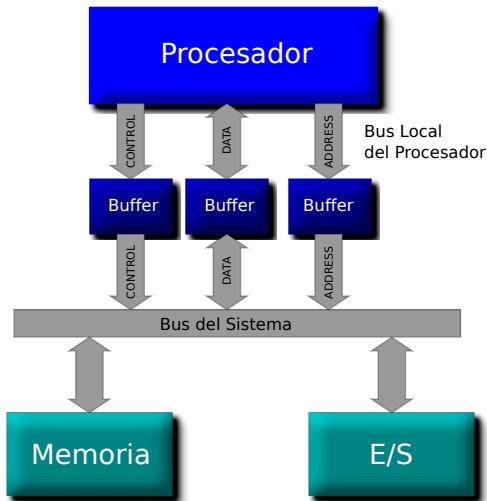 Procesador
CONTROL
DATA
ADDRESS
Bus Local
del Procesador
Buffer
Buffer
Buffer
CONTROL
DATA
ADDRESS
Bus del Sistema
Memoria
E/S